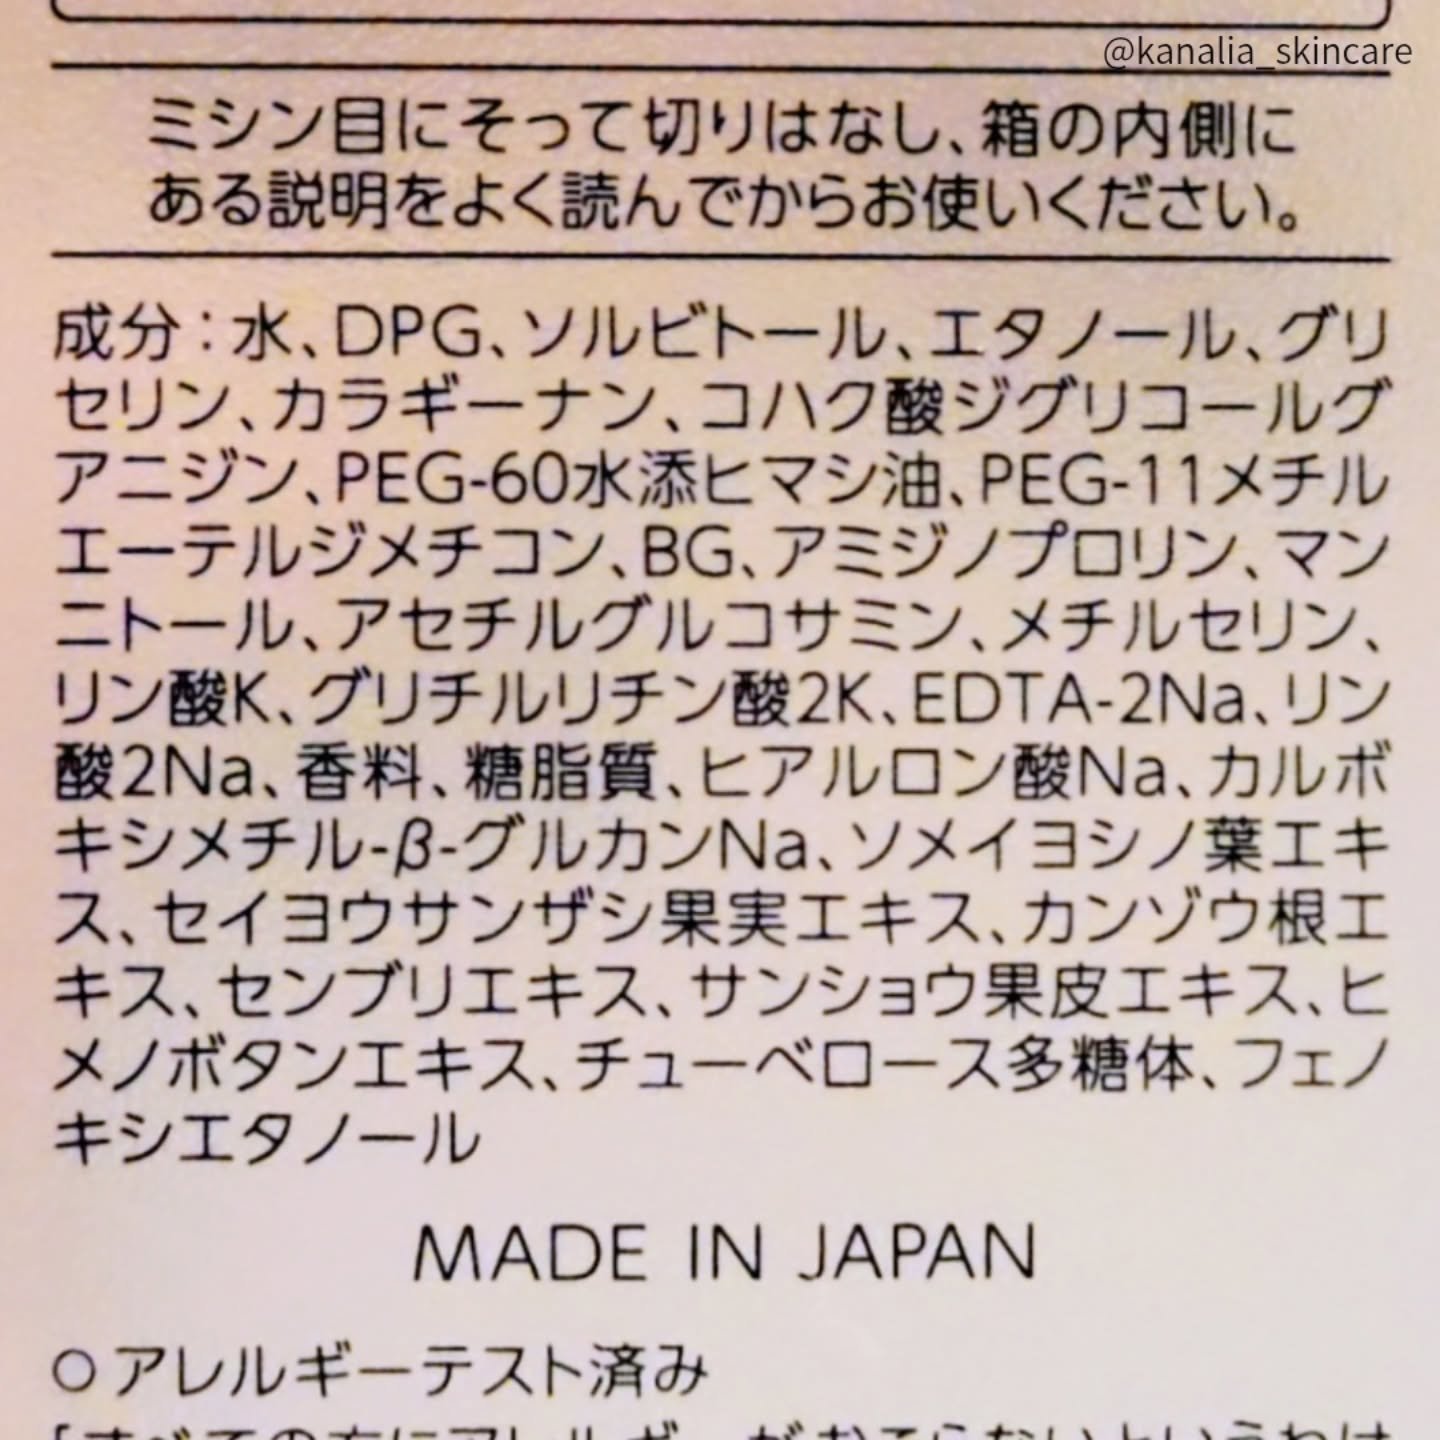 @kanalia_skincare
ミシン目にそって切りはなし、箱の内側に
ある説明をよく読んでからお使いください。
成分：水、DPG、ソルビトール、エタノール、グリ
セリン、カラギーナン、コハク酸ジグリコールグ
アニジン、PEG-60水添ヒマシ油、PEG-11メチル
エーテルジメチコン、BG、アミジノプロリン、マン
ニトール、アセチルグルコサミン、メチルセリン、
リン酸K、グリチルリチン酸2K、EDTA-2Na、リン
酸2Na、香料、糖脂質、ヒアルロン酸Na、カルボ
キシメチル-β-グルカンNa、ソメイヨシノ葉エキ
ス、セイヨウサンザシ果実エキス、カンゾウ根エ
キス、センブリエキス、サンショウ果皮エキス、ヒ
メノボタンエキス、チューベロース多糖体、フェノ
キシエタノール
MADE IN JAPAN
○アレルギーテスト済み